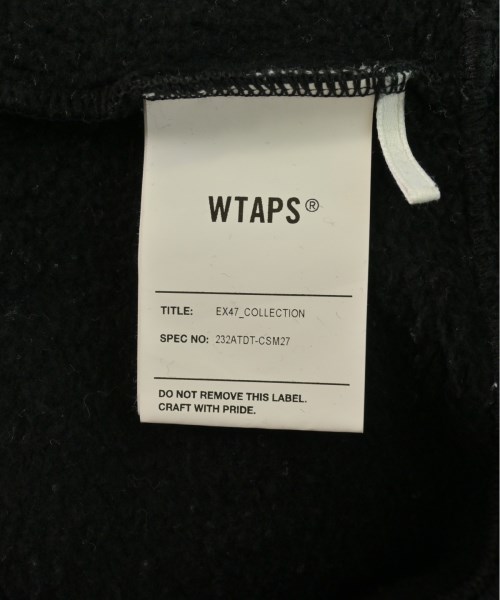 WTAPS®
TITLE: EX47_COLLECTION
SPEC NO: 232ATDT-CSM27
DO NOT REMOVE THIS LABEL.
CRAFT WITH PRIDE.